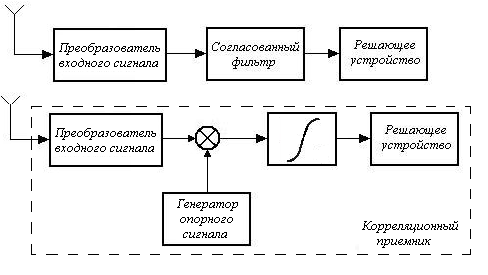 Преобразователь
входного сигнала
Согласованный
фильтр
Решающее
устройство
Преобразователь
входного сигнала
Решающее
устройство
Генератор
опорного
сигнала
Корреляционный
приемник